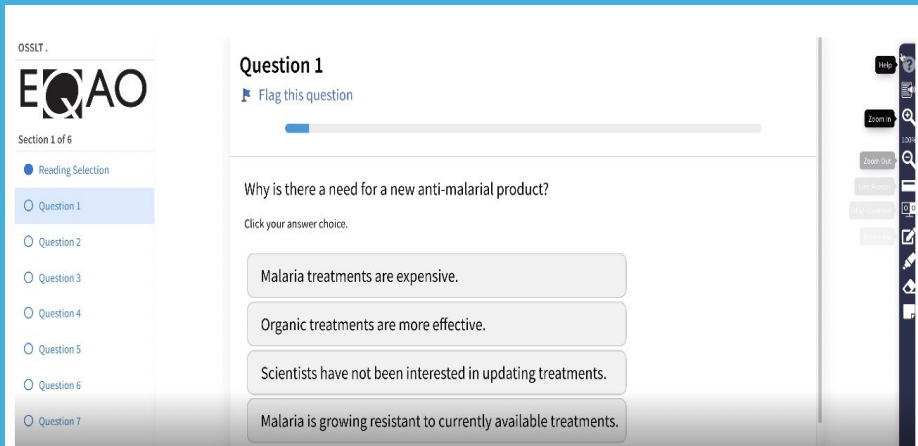 OSSLT .
EQAO
Section 1 of 6
Reading Selection
Question 1
Question 2
Question 3
Question 4
Question 5
Question 6
Question 7
Question 1
Flag this question
Why is there a need for a new anti-malarial product?
Click your answer choice.
Malaria treatments are expensive.
Organic treatments are more effective.
Scientists have not been interested in updating treatments.
Malaria is growing resistant to currently available treatments.
Help
Zoom In
100%
Zoom Out